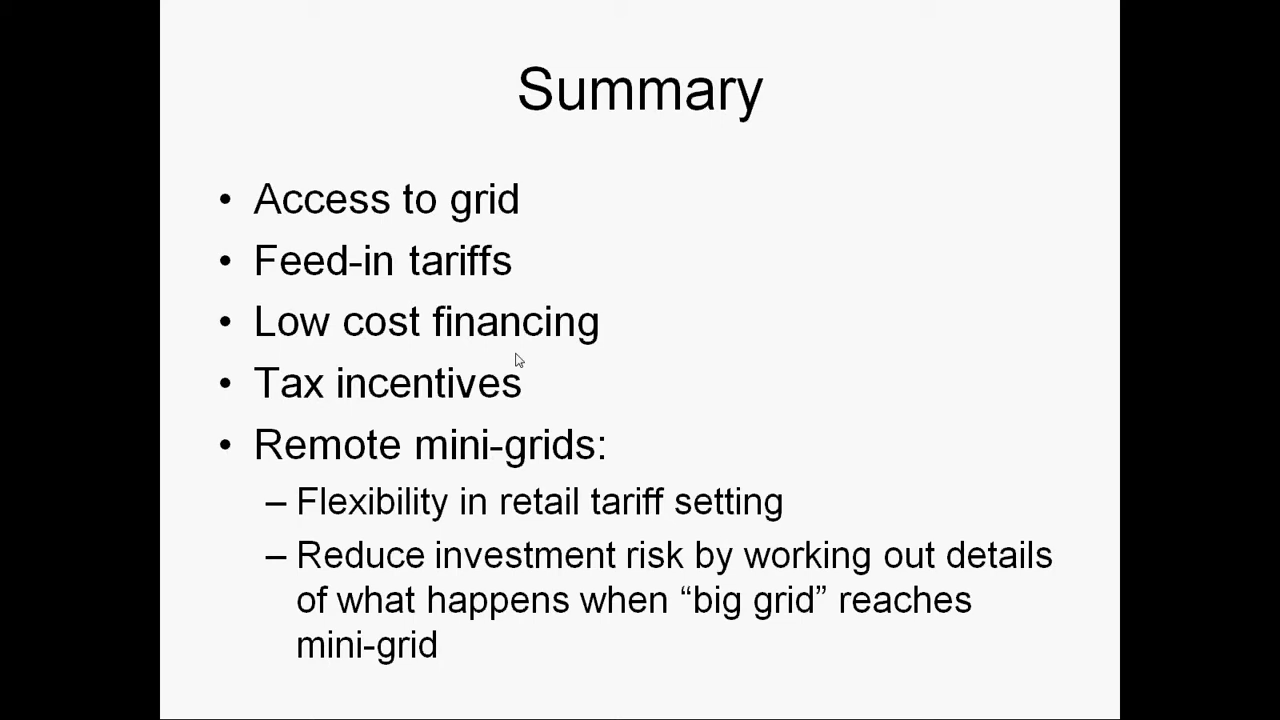 Summary
• Access to grid
• Feed-in tariffs
• Low cost financing
• Tax incentives
• Remote mini-grids:
– Flexibility in retail tariff setting
– Reduce investment risk by working out details
of what happens when “big grid” reaches
mini-grid